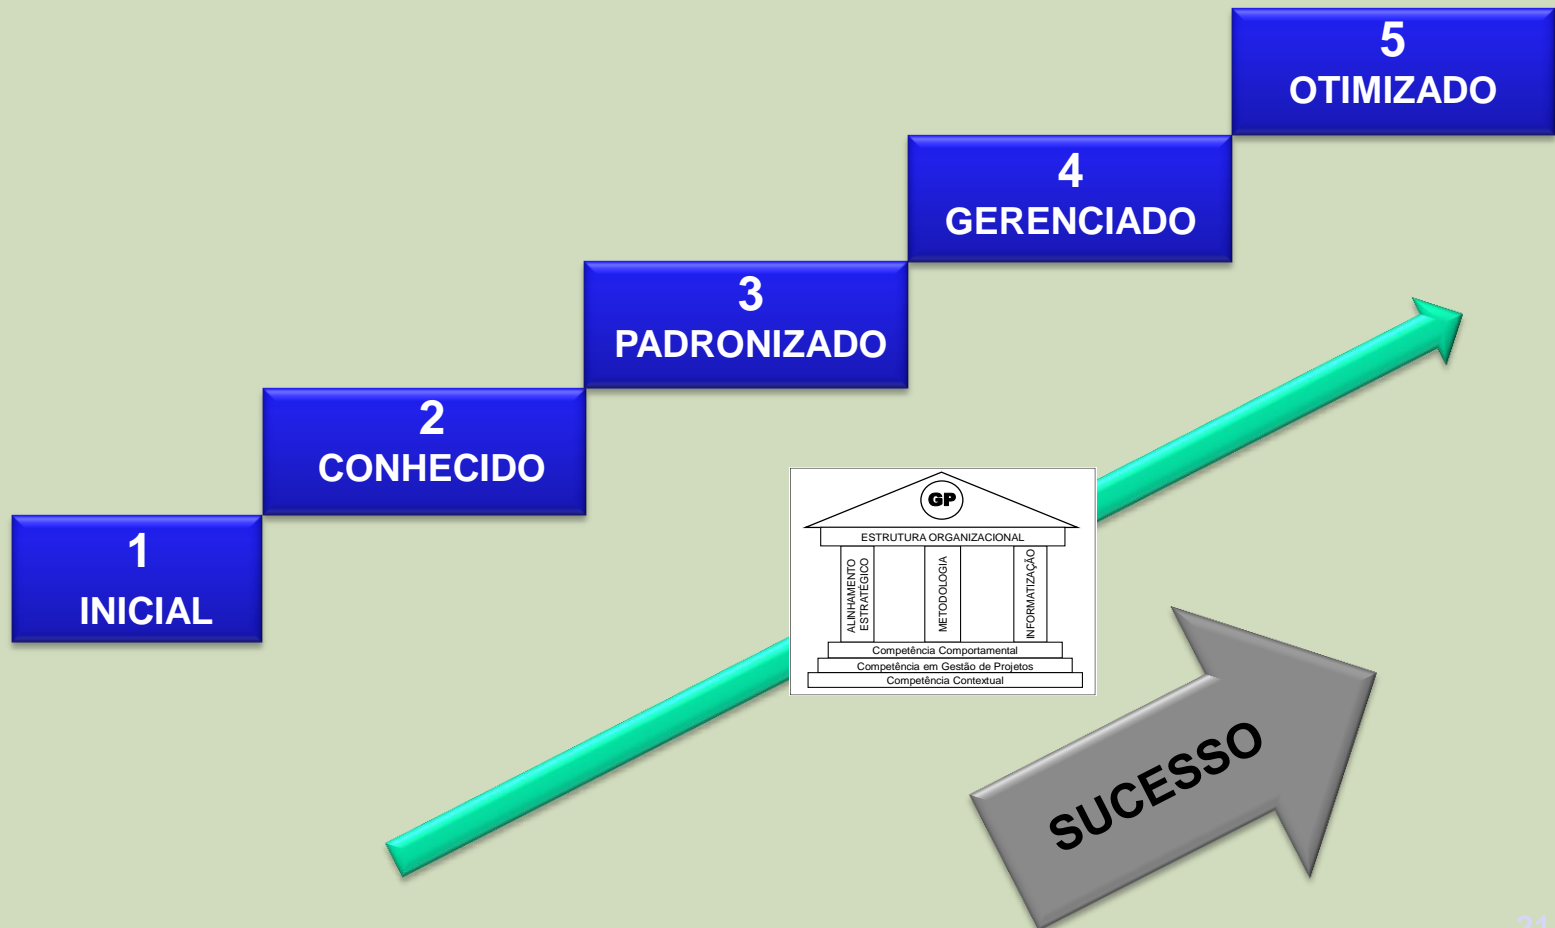 5
OTIMIZADO
4
GERENCIADO
3
PADRONIZADO
2
CONHECIDO
1
INICIAL
GP
ESTRUTURA ORGANIZACIONAL
ALINHAMENTO
ESTRATÉGICO
METODOLOGIA
INFORMATIZAÇÃO
Competência Comportamental
Competência em Gestão de Projetos
Competência Contextual
SUCESSO
21